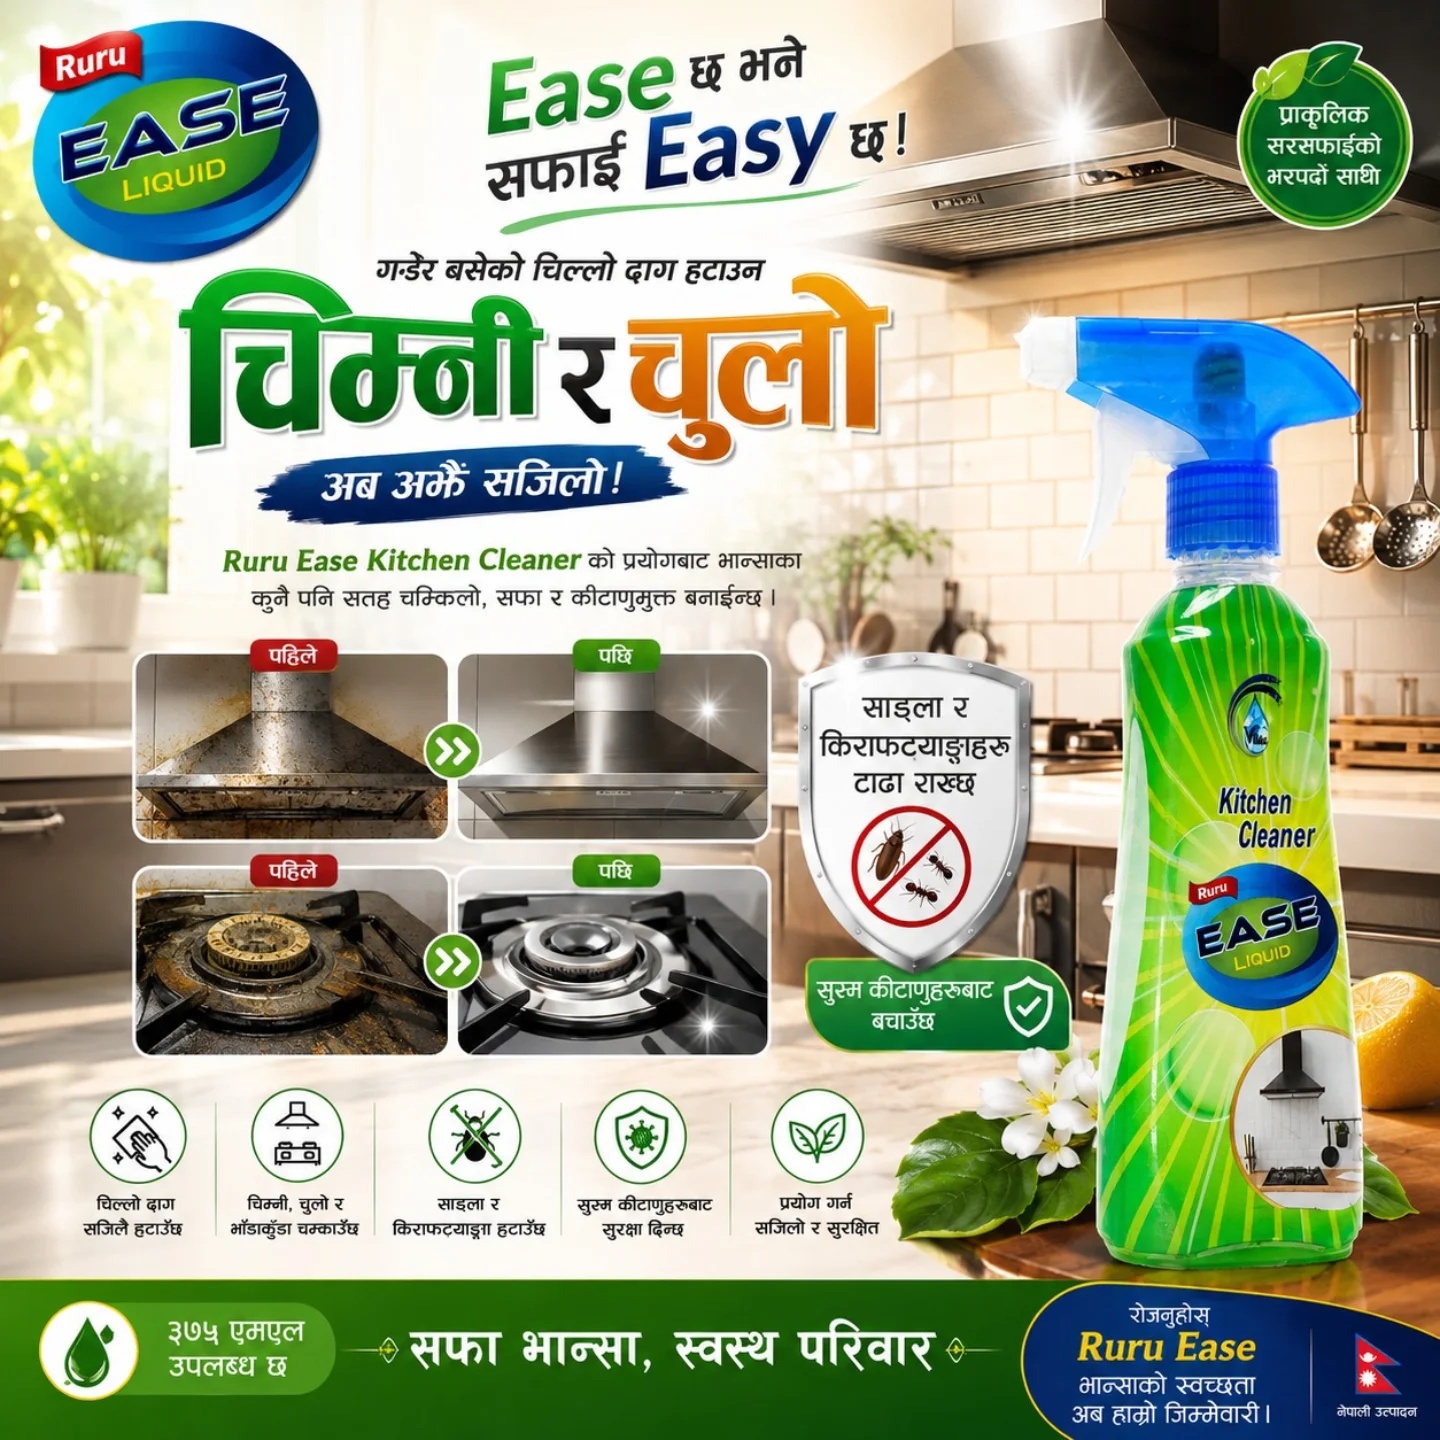 Ruru
EASE
LIQUID
Ease छ भने
सफाई Easy छ!
प्राकृलिक
सरसफाईको
भरपदों साथी
गर्डेर बसेको चिल्लो दाग हटाउन
चिम्नी र चुलो
अब अझैं सजिलो!
Ruru Ease Kitchen Cleaner को प्रयोगबाट भान्साका
कुनै पनि सतह चम्किलो, सफा र कीटाणुमुक्त बनाईन्छ ।
पहिले
पछि
पहिले
पछि
साङ्ला र
किराफट्याङ्ग्राहरू
टाढा राख्छ
सुस्म कीटाणुहरूबाट
बचाउँछ
Kitchen
Cleaner
Ruru
EASE
LIQUID
चिल्लो दाग
सजिलै हटाउँछ
चिम्नी, चुलो र
भाँडाकुँडा चम्काउँछ
साङ्ला र
किराफट्याङ्ग्रा हटाउँछ
सुस्म कीटाणुहरूबाट
सुरक्षा दिन्छ
प्रयोग गर्न
सजिलो र सुरक्षित
३७५ एमएल
उपलब्ध छ
सफा भान्सा, स्वस्थ परिवार
रोजनुहोस्
Ruru Ease
भान्साको स्वच्छता
अब हाम्रो जिम्मेवारी।
नेपाली उत्पादन